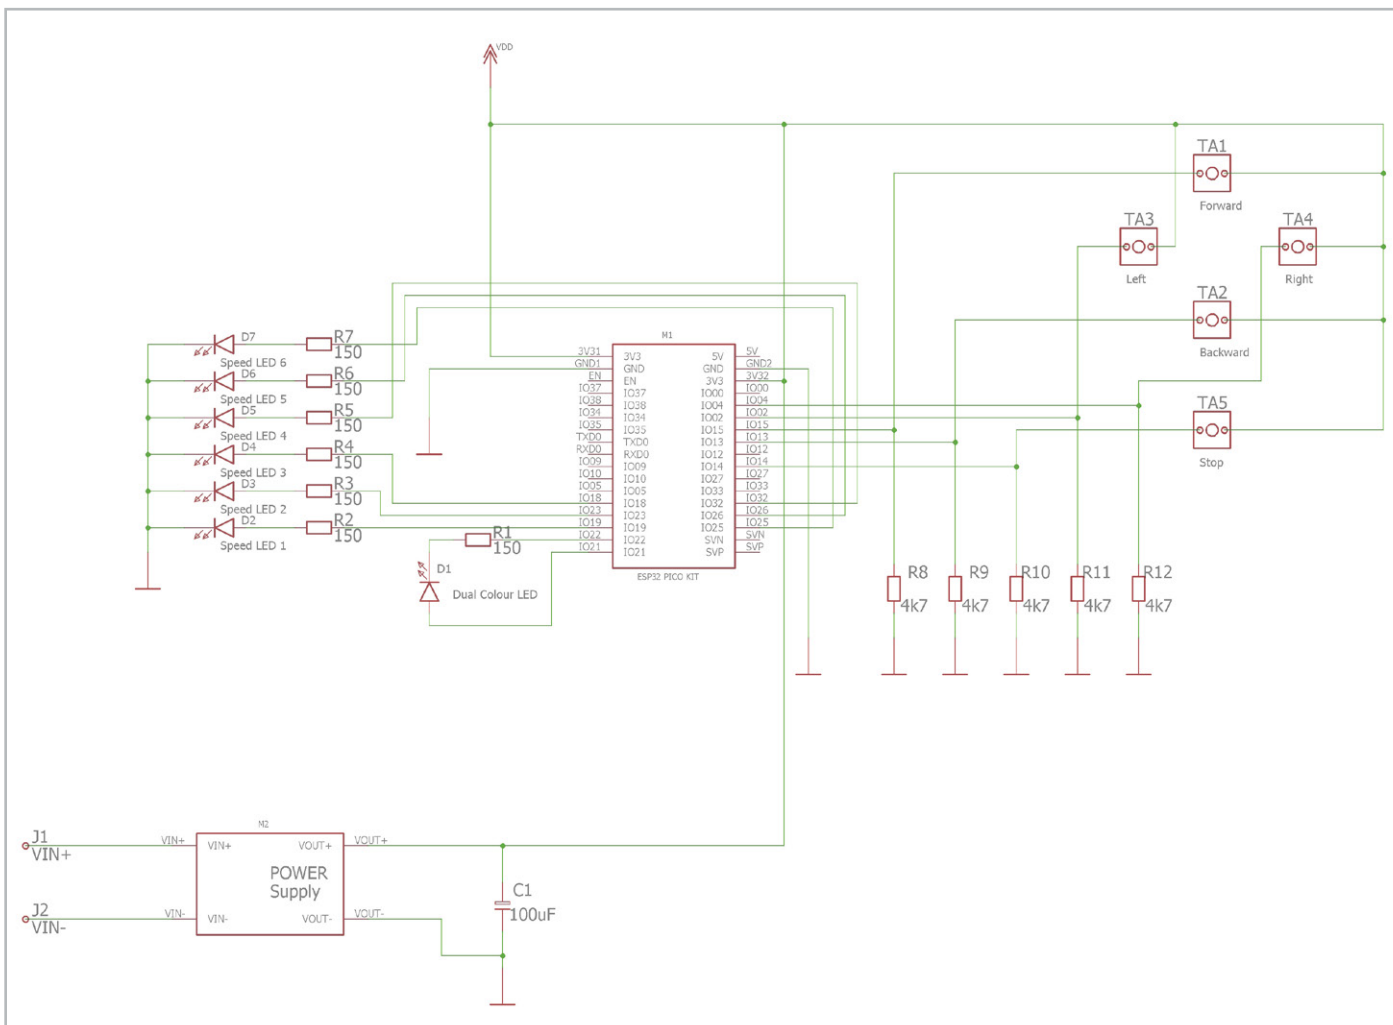 VDD
TA1
Forward
TA3
Left
TA4
Right
TA2
Backward
TA5
Stop
D7
R7
150
Speed LED 6
D6
R6
150
Speed LED 5
D5
R5
150
Speed LED 4
D4
R4
150
Speed LED 3
D3
R3
150
Speed LED 2
D2
R2
150
Speed LED 1
R1
150
D1
Dual Colour LED
M1
3V31 3V3 5V 5V
GND1 GND GND GND2
EN EN 3V3 3V32
IO37 IO37 IO00 IO00
IO38 IO38 IO04 IO04
IO34 IO34 IO02 IO02
IO35 IO35 IO15 IO15
TXD0 TXD0 IO13 IO13
RXD0 RXD0 IO12 IO12
IO09 IO09 IO14 IO14
IO10 IO10 IO27 IO27
IO05 IO05 IO33 IO33
IO18 IO18 IO32 IO32
IO23 IO23 IO26 IO26
IO19 IO19 IO25 IO25
IO22 IO22 SVN SVN
IO21 IO21 SVP SVP
ESP32 PICO KIT
R8
4k7
R9
4k7
R10
4k7
R11
4k7
R12
4k7
M2
J1
VIN+
VIN+ VIN+ VOUT+ VOUT+
POWER
Supply
J2
VIN-
VIN- VIN- VOUT- VOUT-
C1
100uF